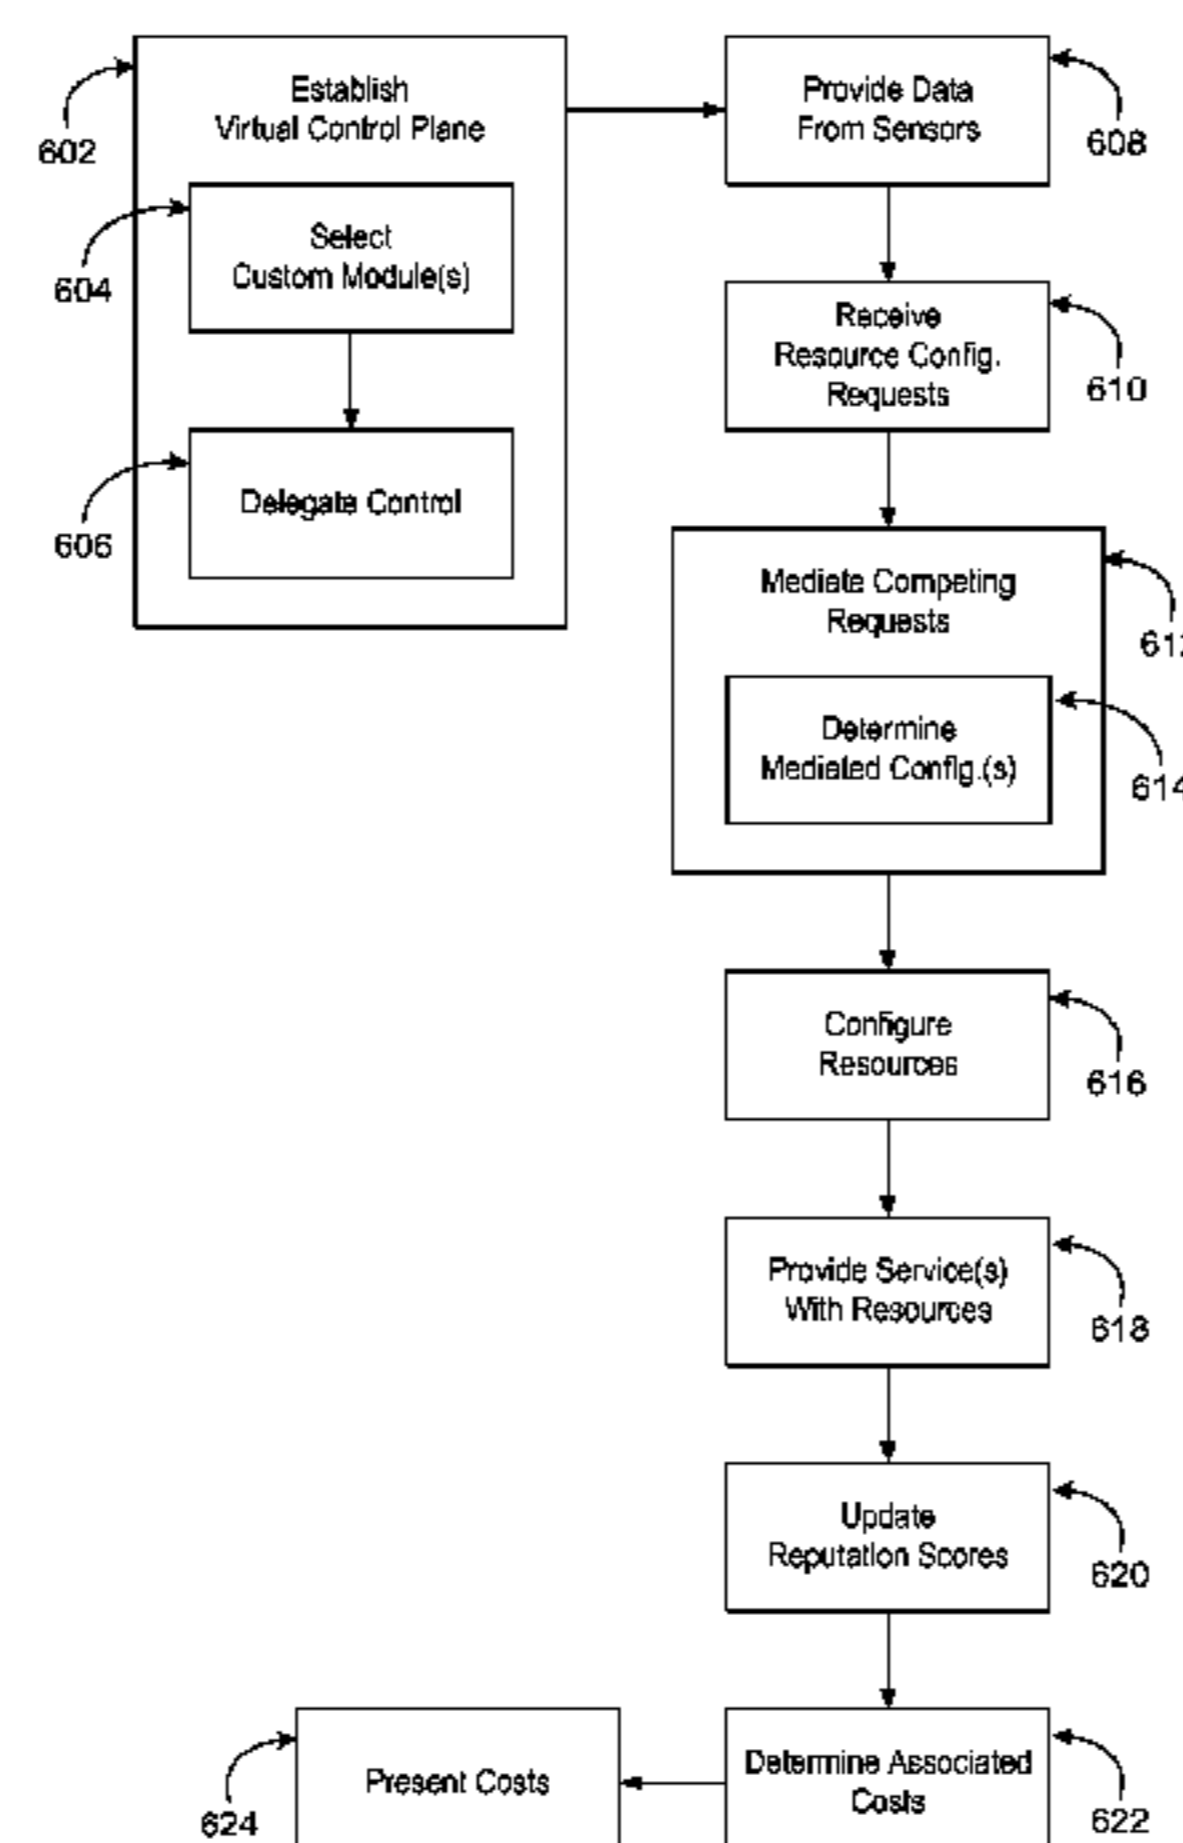 Establish
Virtual Control Plane
602
Select
Custom Module(s)
604
Delegate Control
606
Provide Data
From Sensors
608
Receive
Resource Config.
Requests
610
Mediate Competing
Requests
Determine
Mediated Config.(s)
614
Configure
Resources
616
Provide Service(s)
With Resources
618
Update
Reputation Scores
620
Determine Associated
Costs
622
Present Costs
624